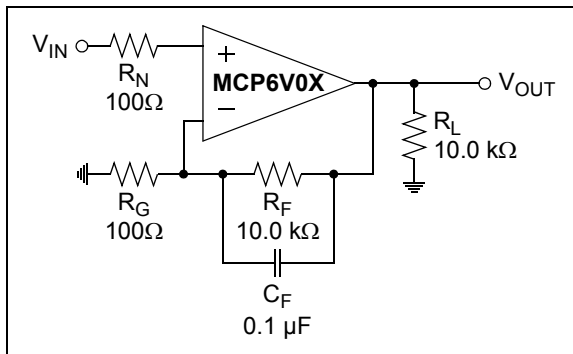 V_IN
R_N
100Ω
+
MCP6V0X
−
V_OUT
R_L
10.0 kΩ
R_G
100Ω
R_F
10.0 kΩ
C_F
0.1 µF